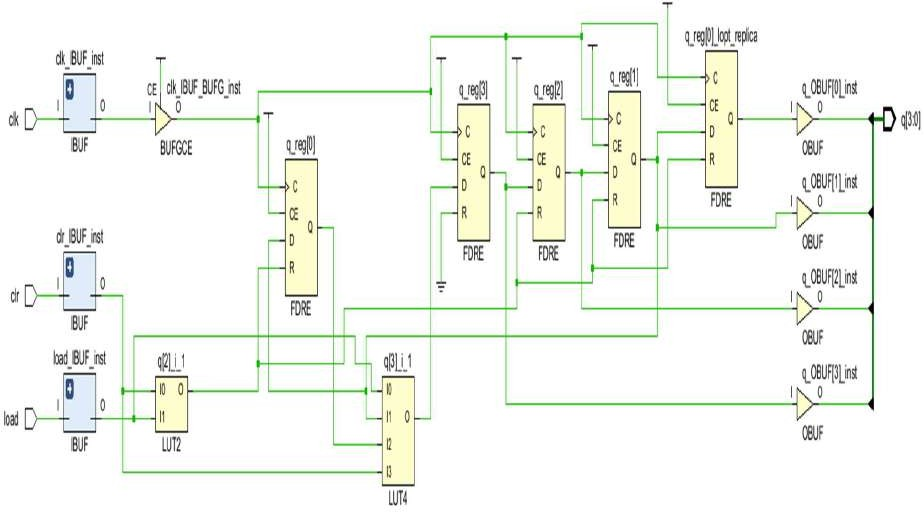 clk_IBUF_inst
clk
I
O
IBUF
CE
clk_IBUF_BUFG_inst
I
O
BUFGCE
q_reg[0]
C
CE
D
R
Q
FDRE
q_reg[3]
C
CE
D
R
Q
FDRE
q_reg[2]
C
CE
D
R
Q
FDRE
q_reg[1]
C
CE
D
R
Q
FDRE
q_reg[0]_lopt_replica
C
CE
D
R
Q
FDRE
q_OBUF[0]_inst
I
O
OBUF
q[3:0]
q_OBUF[1]_inst
I
O
OBUF
q_OBUF[2]_inst
I
O
OBUF
q_OBUF[3]_inst
I
O
OBUF
clr_IBUF_inst
clr
I
O
IBUF
load_IBUF_inst
load
I
O
IBUF
q[2]_i_1
I0
I1
O
LUT2
q[3]_i_1
I0
I1
I2
I3
O
LUT4